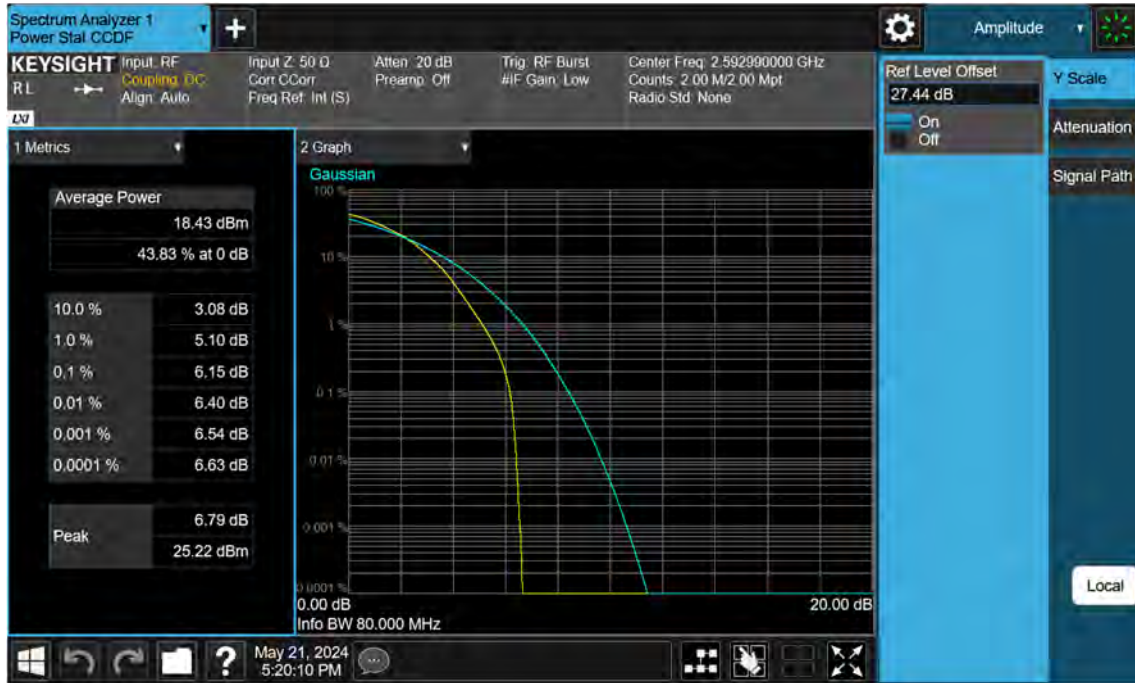 Spectrum Analyzer 1
Power Stat CCDF
+
Amplitude
KEYSIGHT
RL
LXI
Input: RF
Coupling: DC
Align: Auto
Input Z: 50 Ω
Corr CCorr
Freq Ref: Int (S)
Atten: 20 dB
Preamp: Off
Trig: RF Burst
#IF Gain: Low
Center Freq: 2.592990000 GHz
Counts: 2.00 M/2.00 Mpt
Radio Std: None
Ref Level Offset
27.44 dB
On
Off
Y Scale
Attenuation
Signal Path
Local
1 Metrics
Average Power
18.43 dBm
43.83 % at 0 dB
10.0 % 3.08 dB
1.0 % 5.10 dB
0.1 % 6.15 dB
0.01 % 6.40 dB
0.001 % 6.54 dB
0.0001 % 6.63 dB
Peak
6.79 dB
25.22 dBm
2 Graph
Gaussian
100 %
10 %
1 %
0.1 %
0.01 %
0.001 %
0.0001 %
0.00 dB 20.00 dB
Info BW 80.000 MHz
?
May 21, 2024
5:20:10 PM